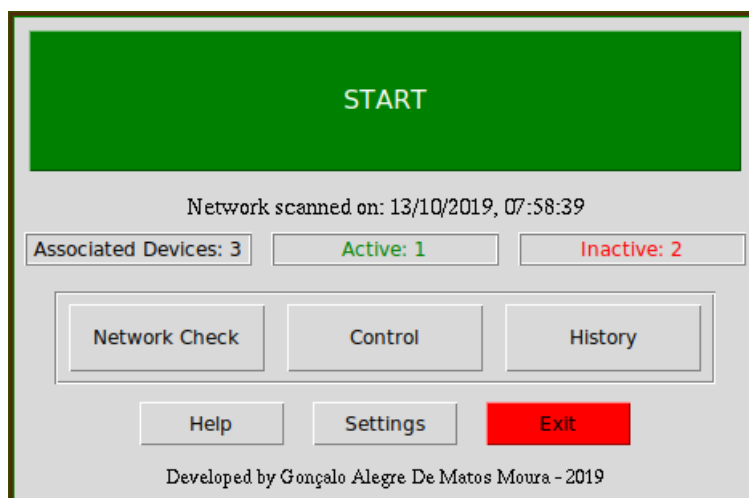 START
Network scanned on: 13/10/2019, 07:58:39
Associated Devices: 3 Active: 1 Inactive: 2
Network Check Control History
Help Settings Exit
Developed by Gonçalo Alegre De Matos Moura - 2019